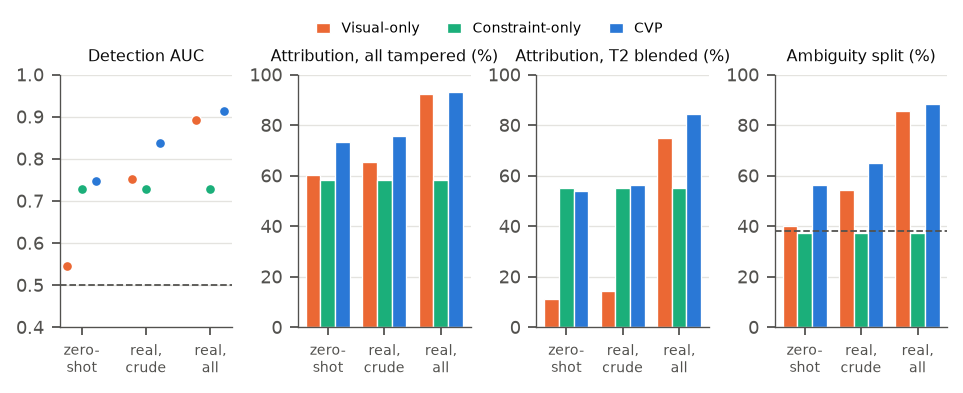 Visual-only Constraint-only CVP
Detection AUC
1.0
0.9
0.8
0.7
0.6
0.5
0.4
zero-shot
real, crude
real, all
Attribution, all tampered (%)
100
80
60
40
20
0
zero-shot
real, crude
real, all
Attribution, T2 blended (%)
100
80
60
40
20
0
zero-shot
real, crude
real, all
Ambiguity split (%)
100
80
60
40
20
0
zero-shot
real, crude
real, all